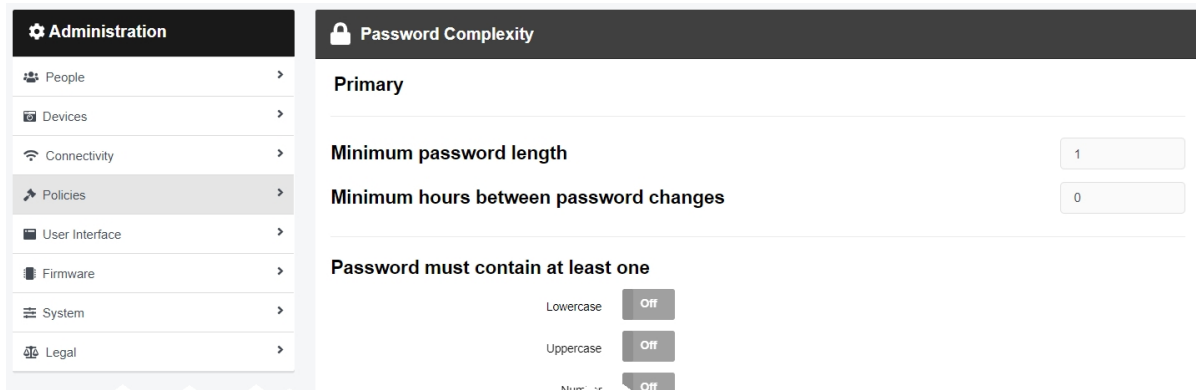 Administration
People
Devices
Connectivity
Policies
User Interface
Firmware
System
Legal
Password Complexity
Primary
Minimum password length 1
Minimum hours between password changes 0
Password must contain at least one
Lowercase Off
Uppercase Off
Off